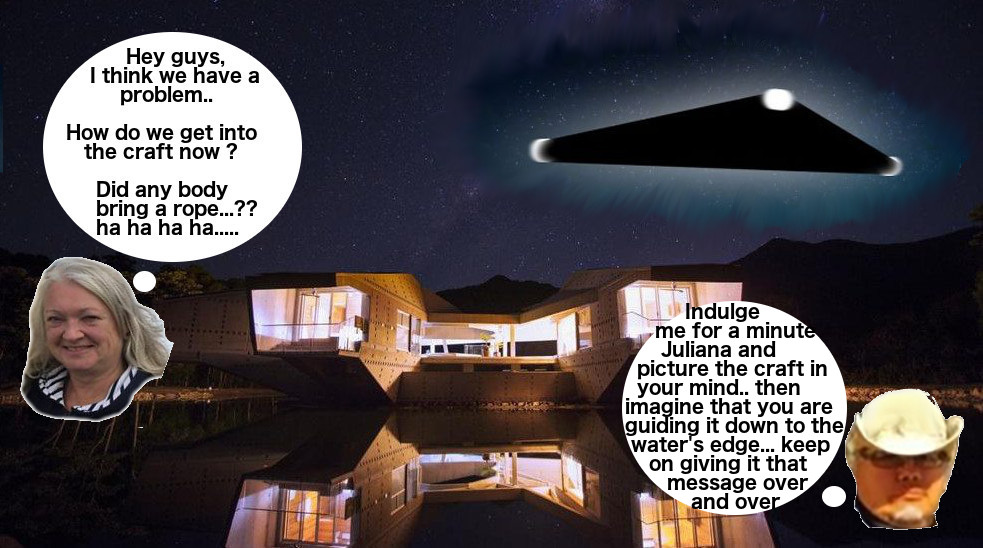 Hey guys,
I think we have a
problem..
How do we get into
the craft now ?
Did any body
bring a rope...??
ha ha ha ha.....
Indulge
me for a minute
Juliana and
picture the craft in
your mind.. then
imagine that you are
guiding it down to the
water's edge... keep
on giving it that
message over
and over